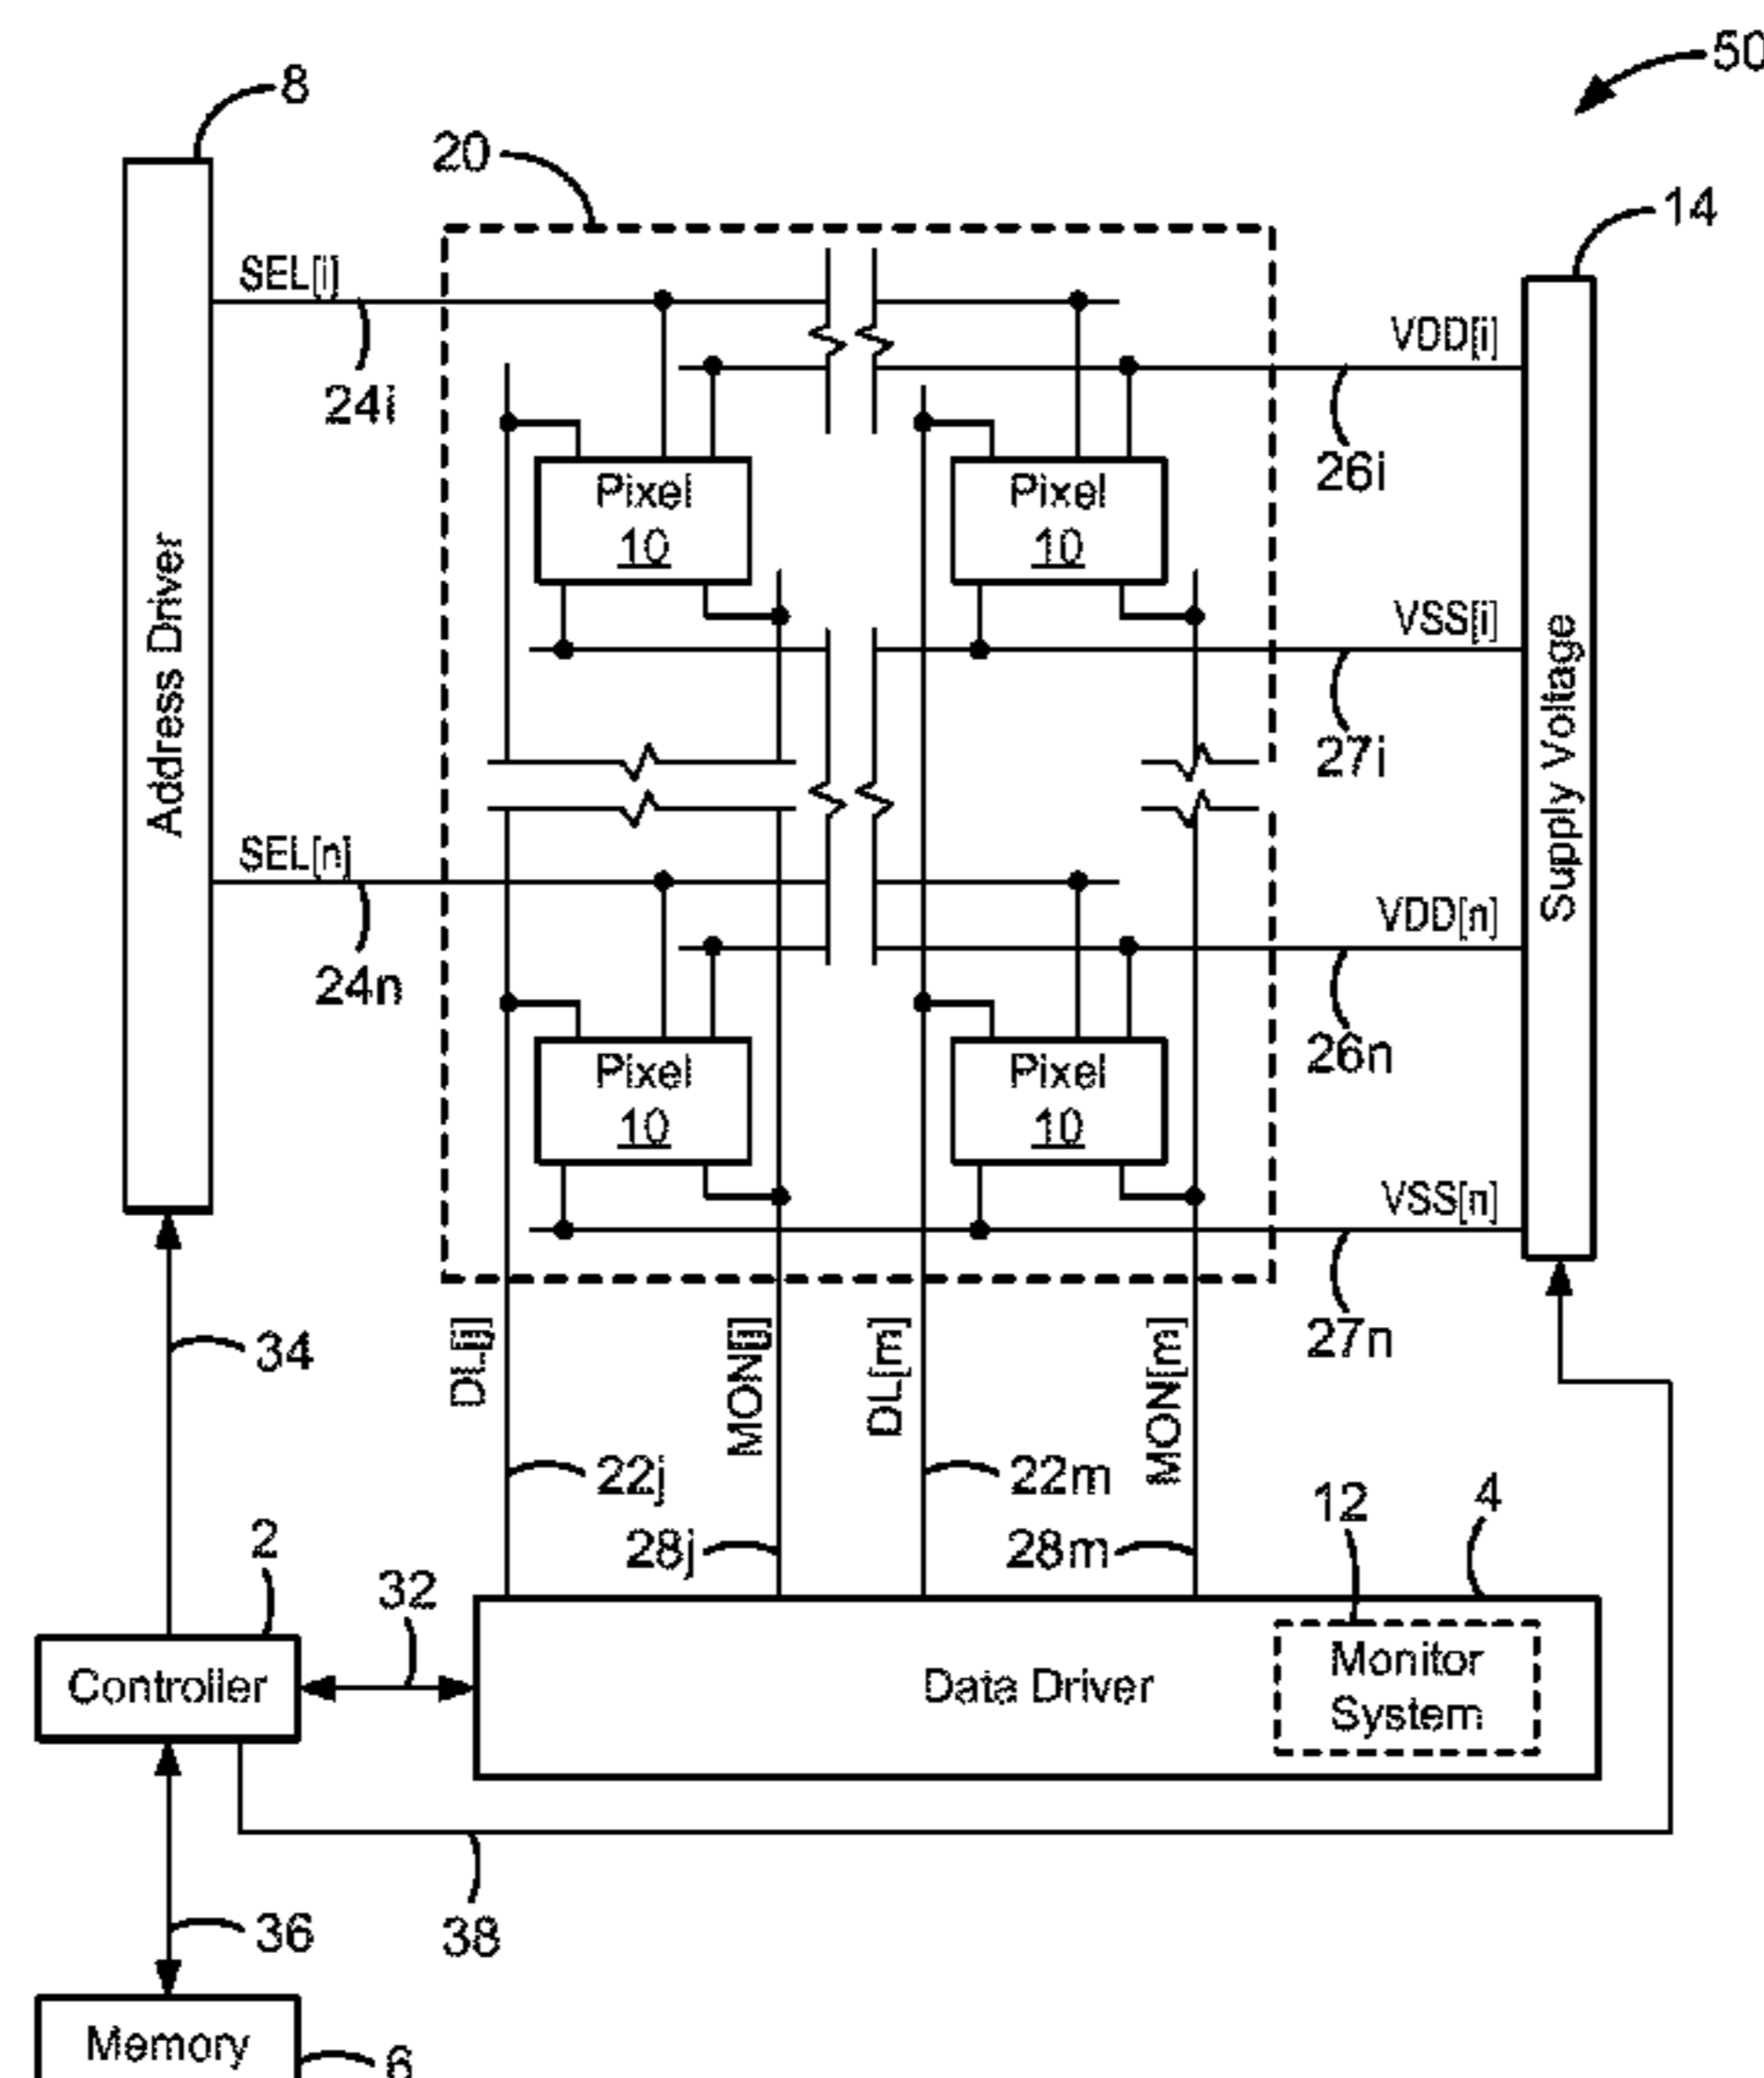 50
8
20
14
SEL[i]
VDD[i]
24i
26i
Pixel
10
Pixel
10
VSS[i]
27i
Address Driver
Supply Voltage
SEL[n]
VDD[n]
24n
26n
Pixel
10
Pixel
10
VSS[n]
27n
34
DL[j]
MON[j]
DL[m]
MON[m]
22j
22m
12
4
2
28j
28m
32
Controller
Data Driver
Monitor
System
36
38
Memory
6